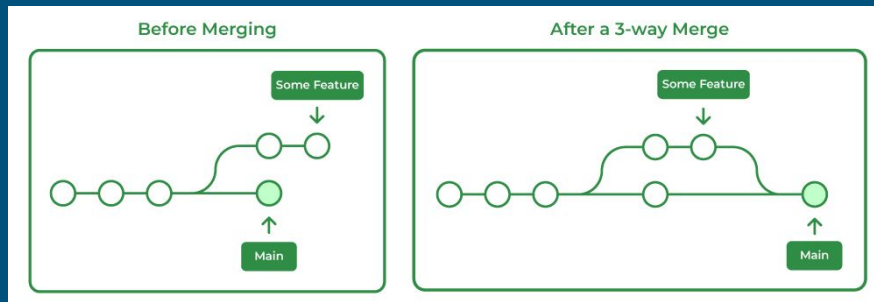 Before Merging
Some Feature
Main
After a 3-way Merge
Some Feature
Main